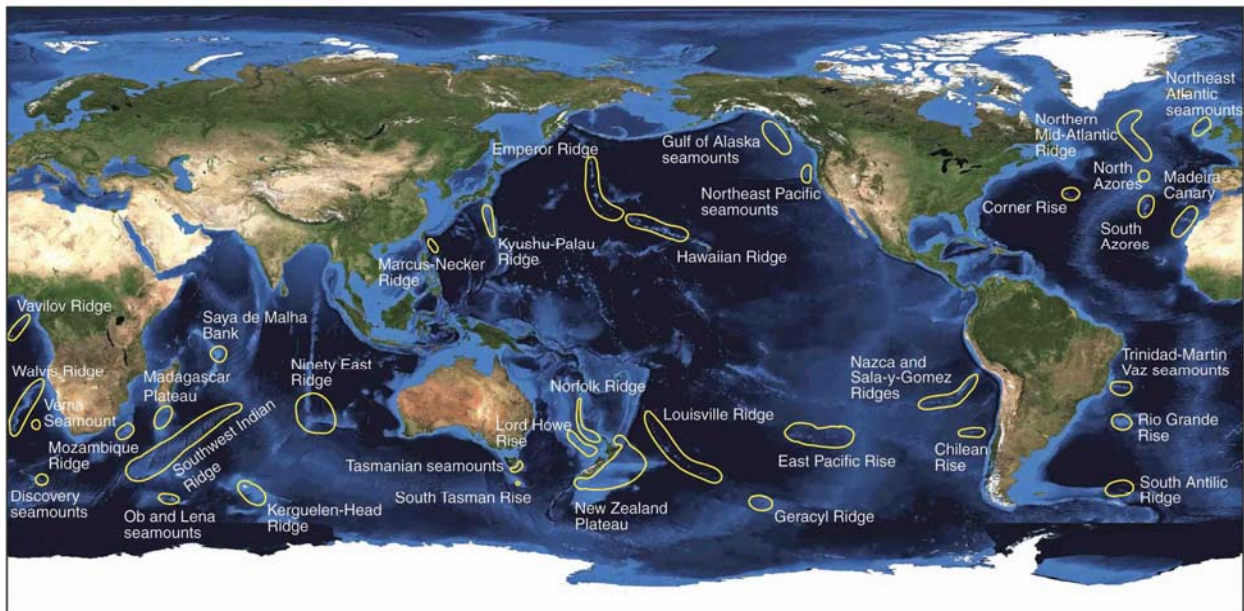 Northeast
Atlantic
seamounts
Northern
Mid-Atlantic
Ridge
Gulf of Alaska
seamounts
Emperor Ridge
North
Azores
Madeira
Canary
Northeast Pacific
seamounts
Corner Rise
South
Azores
Kyushu-Palau
Ridge
Hawaiian Ridge
Marcus-Necker
Ridge
Vavilov Ridge
Saya de Malha
Bank
Ninety East
Ridge
Nazca and
Sala-y-Gomez
Ridges
Trinidad-Martin
Vaz seamounts
Walvis Ridge
Madagascar
Plateau
Norfolk Ridge
Louisville Ridge
Verna
Seamount
Lord Howe
Rise
Rio Grande
Rise
Mozambique
Ridge
Southwest Indian
Ridge
East Pacific Rise
Chilean
Rise
Tasmanian seamounts
Discovery
seamounts
South Tasman Rise
South Antilic
Ridge
Ob and Lena
seamounts
Kerguelen-Head
Ridge
New Zealand
Plateau
Geracyl Ridge